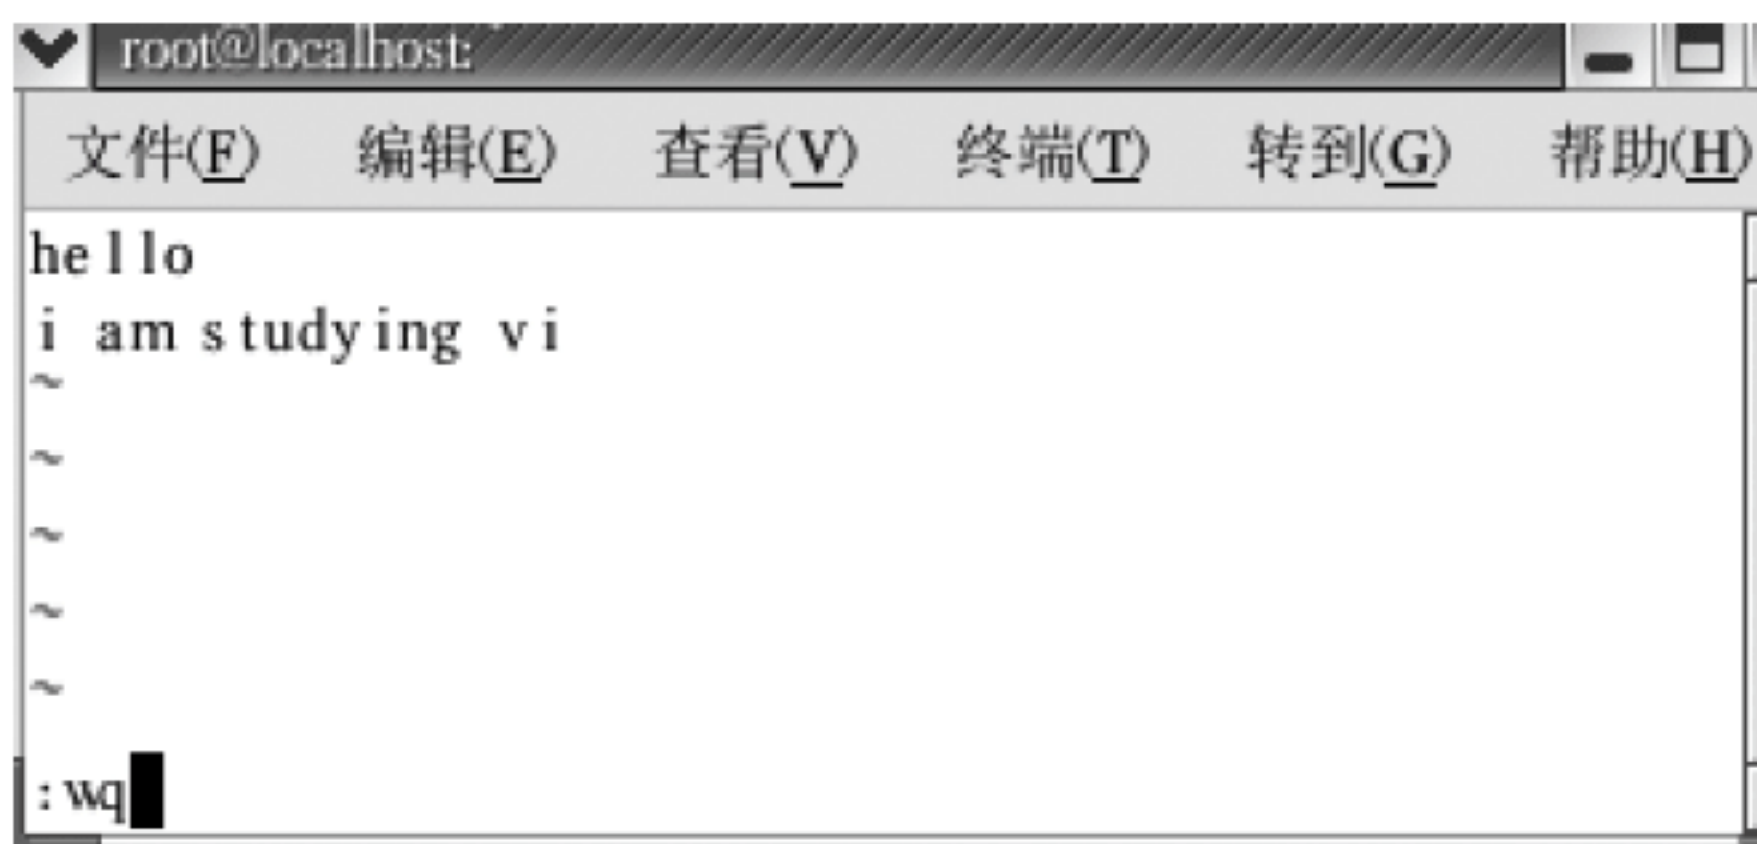 root@localhost:
文件(F) 编辑(E) 查看(V) 终端(T) 转到(G) 帮助(H)
hello
i am studying vi
~
~
~
~
~
:wq